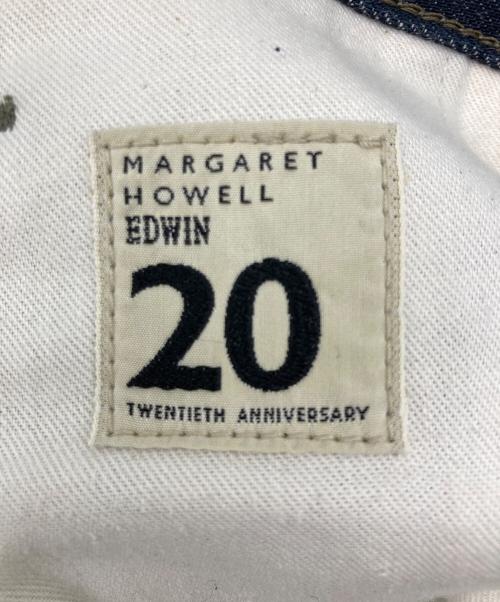 MARGARET
HOWELL
EDWIN
20
TWENTIETH ANNIVERSARY